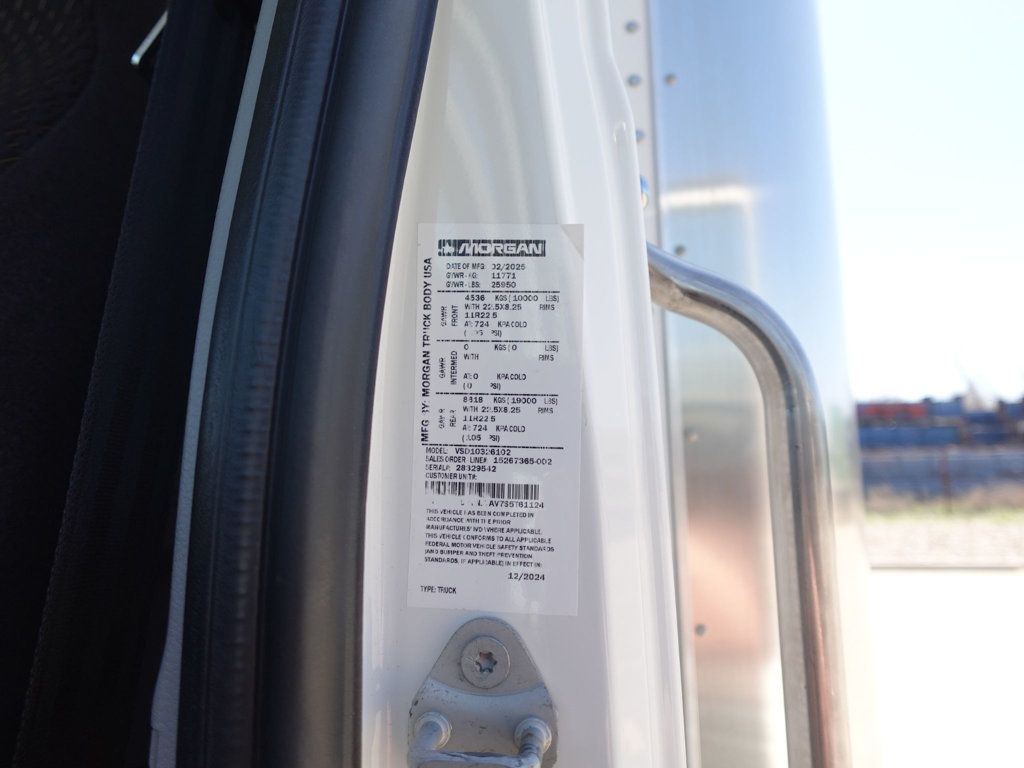 MORGAN
MFG BY: MORGAN TRUCK BODY USA
DATE OF MFG: 02/2025
GVWR - KG: 11771
GVWR - LBS: 25950
GAWR FRONT
4536 KGS ( 10000 LBS)
WITH 22.5X8.25 RIMS
11R22.5
AT: 724 KPA COLD
PSI)
GAWR INTERMED
0 KGS ( 0 LBS)
WITH RIMS
AT: 0 KPA COLD
( 0 PSI)
GAWR REAR
8618 KGS ( 19000 LBS)
WITH 22.5X8.25 RIMS
11R22.5
AT: 724 KPA COLD
( 105 PSI)
MODEL: VSD10326102
SALES ORDER - LINE#: 15267365-002
SERIAL#: 28329542
CUSTOMER UNIT#:
THIS VEHICLE HAS BEEN COMPLETED IN
ACCORDANCE WITH THE PRIOR
MANUFACTURES' IVD WHERE APPLICABLE.
THIS VEHICLE CONFORMS TO ALL APPLICABLE
FEDERAL MOTOR VEHICLE SAFETY STANDARDS
(AND BUMPER AND THEFT PREVENTION
STANDARDS, IF APPLICABLE) IN EFFECT IN:
12/2024
TYPE: TRUCK